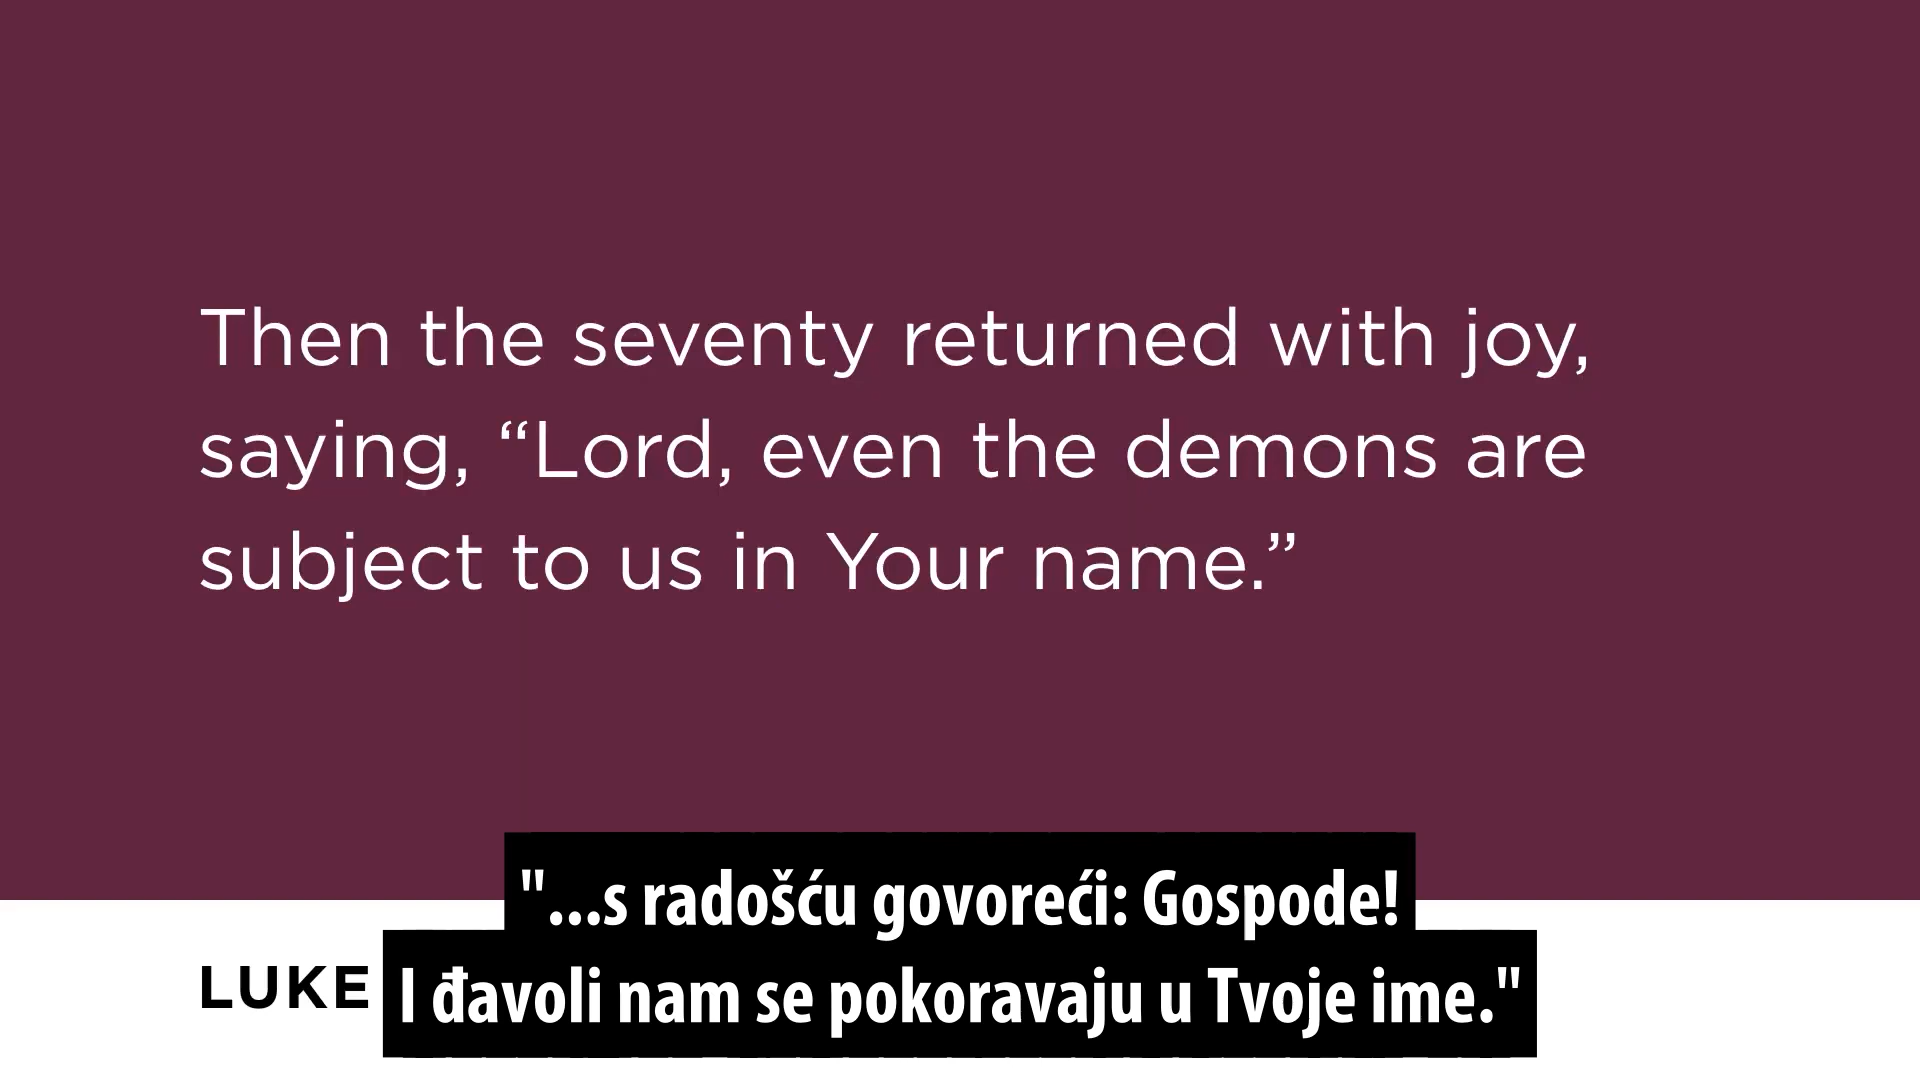 Then the seventy returned with joy,
saying, “Lord, even the demons are
subject to us in Your name.”
"...s radošću govoreći: Gospode!
LUKE
I đavoli nam se pokoravaju u Tvoje ime."